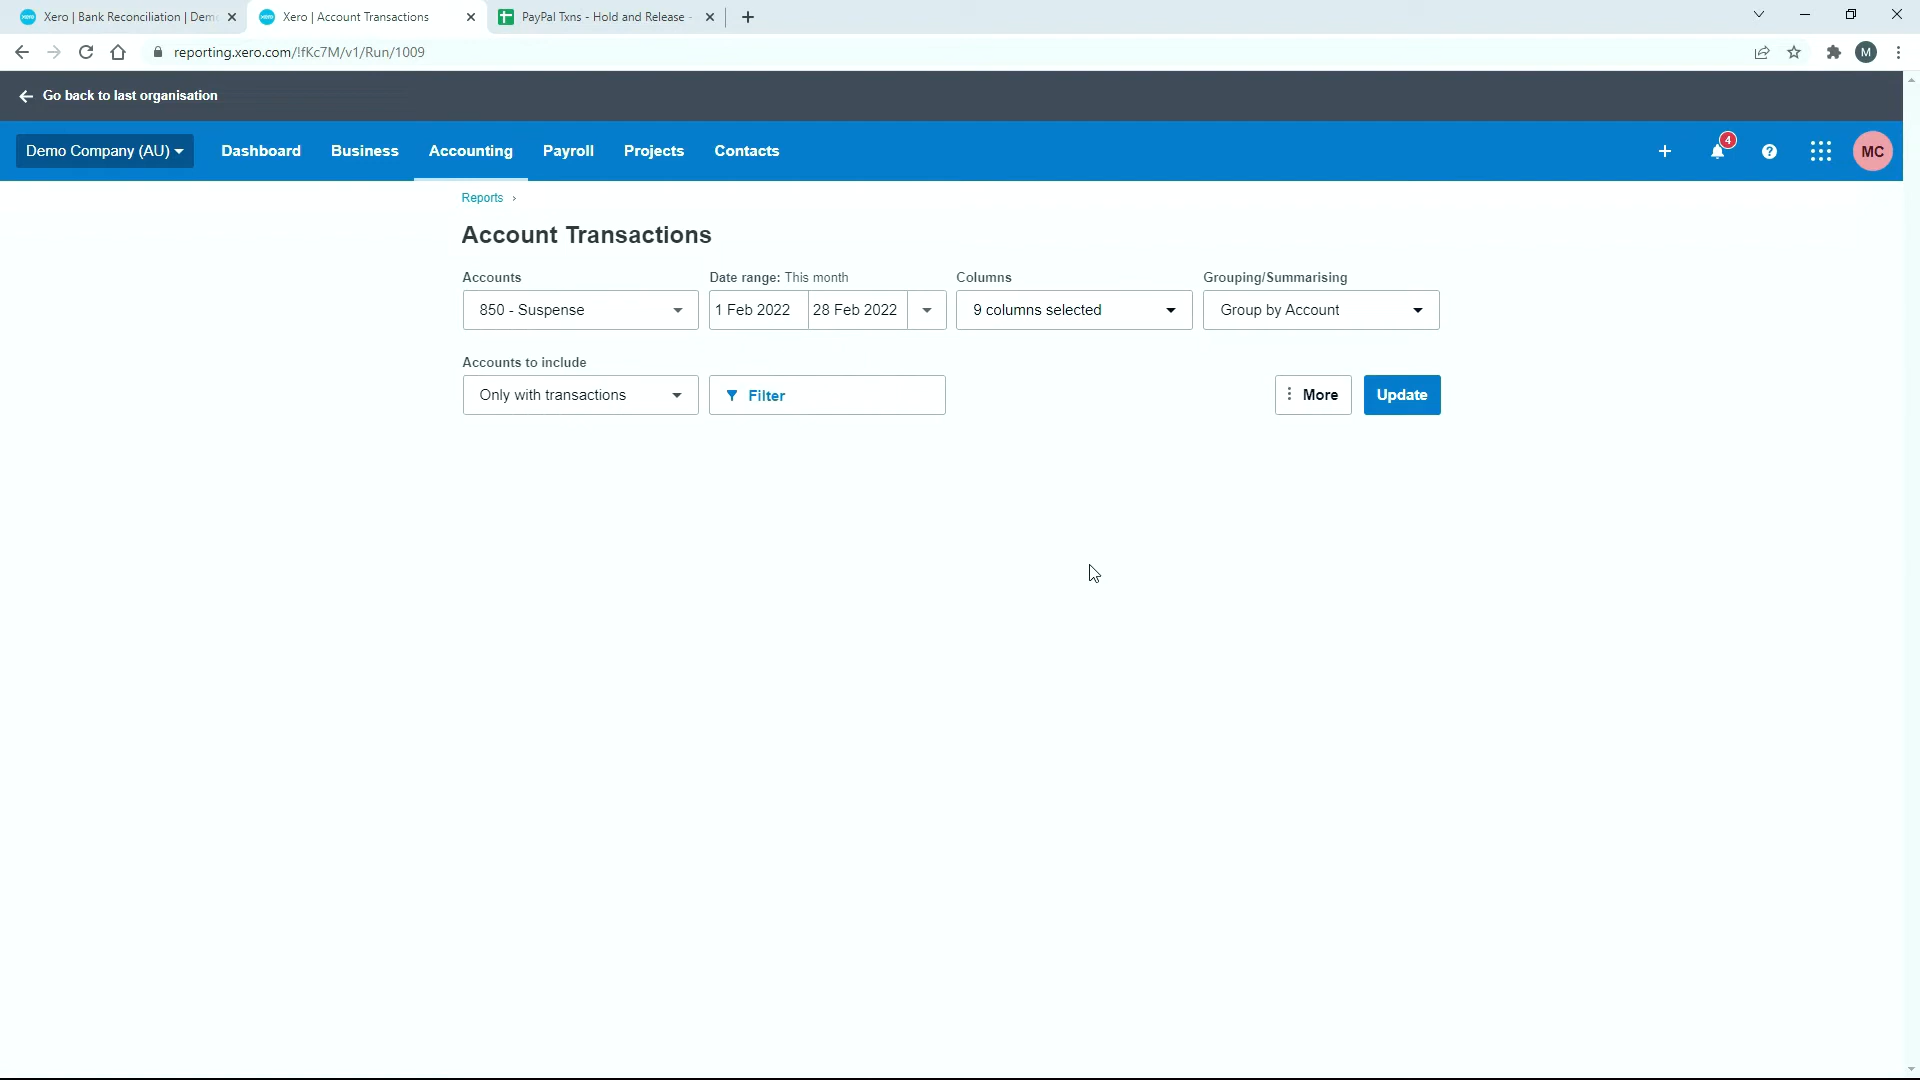 Xero | Bank Reconciliation | Dem
Xero | Account Transactions
PayPal Txns - Hold and Release -
reporting.xero.com/!fKc7M/v1/Run/1009
M
Go back to last organisation
Demo Company (AU)
Dashboard
Business
Accounting
Payroll
Projects
Contacts
4
MC
Reports
Account Transactions
Accounts
Date range: This month
Columns
Grouping/Summarising
850 - Suspense
1 Feb 2022
28 Feb 2022
9 columns selected
Group by Account
Accounts to include
Only with transactions
Filter
More
Update